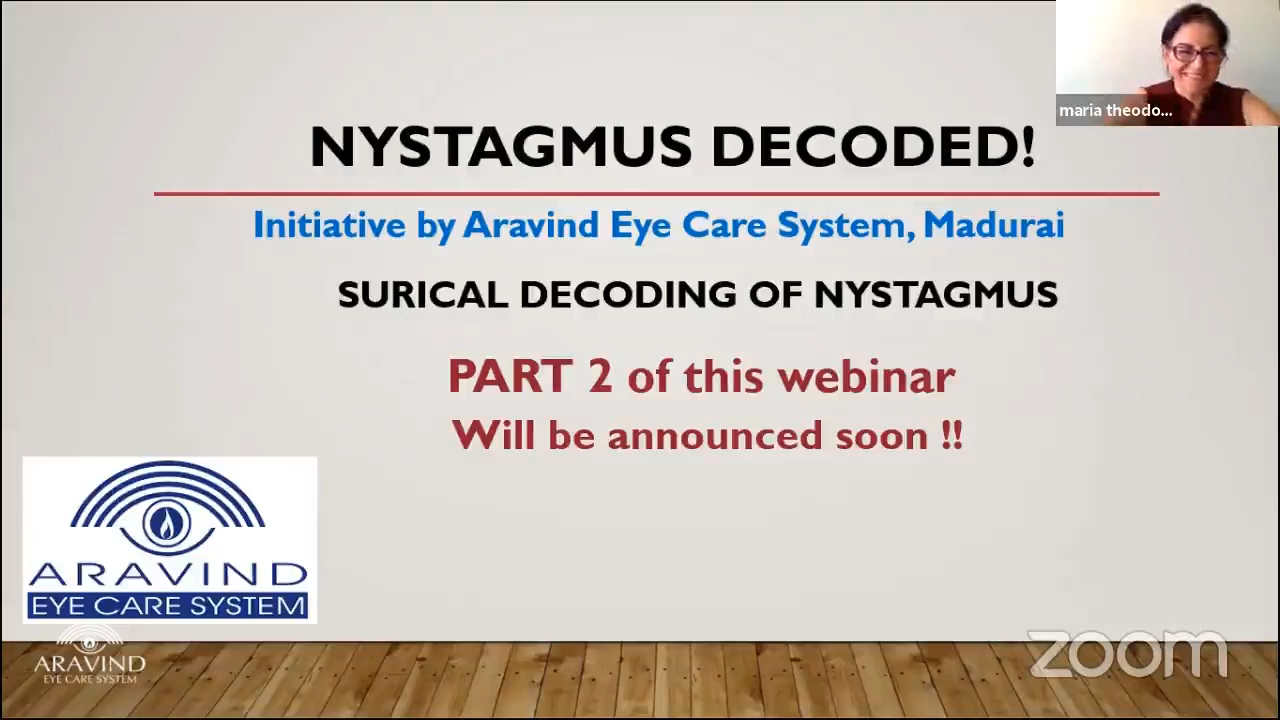 maria theodo...
NYSTAGMUS DECODED!
Initiative by Aravind Eye Care System, Madurai
SURICAL DECODING OF NYSTAGMUS
PART 2 of this webinar
Will be announced soon !!
ARAVIND
EYE CARE SYSTEM
ARAVIND
EYE CARE SYSTEM
zoom